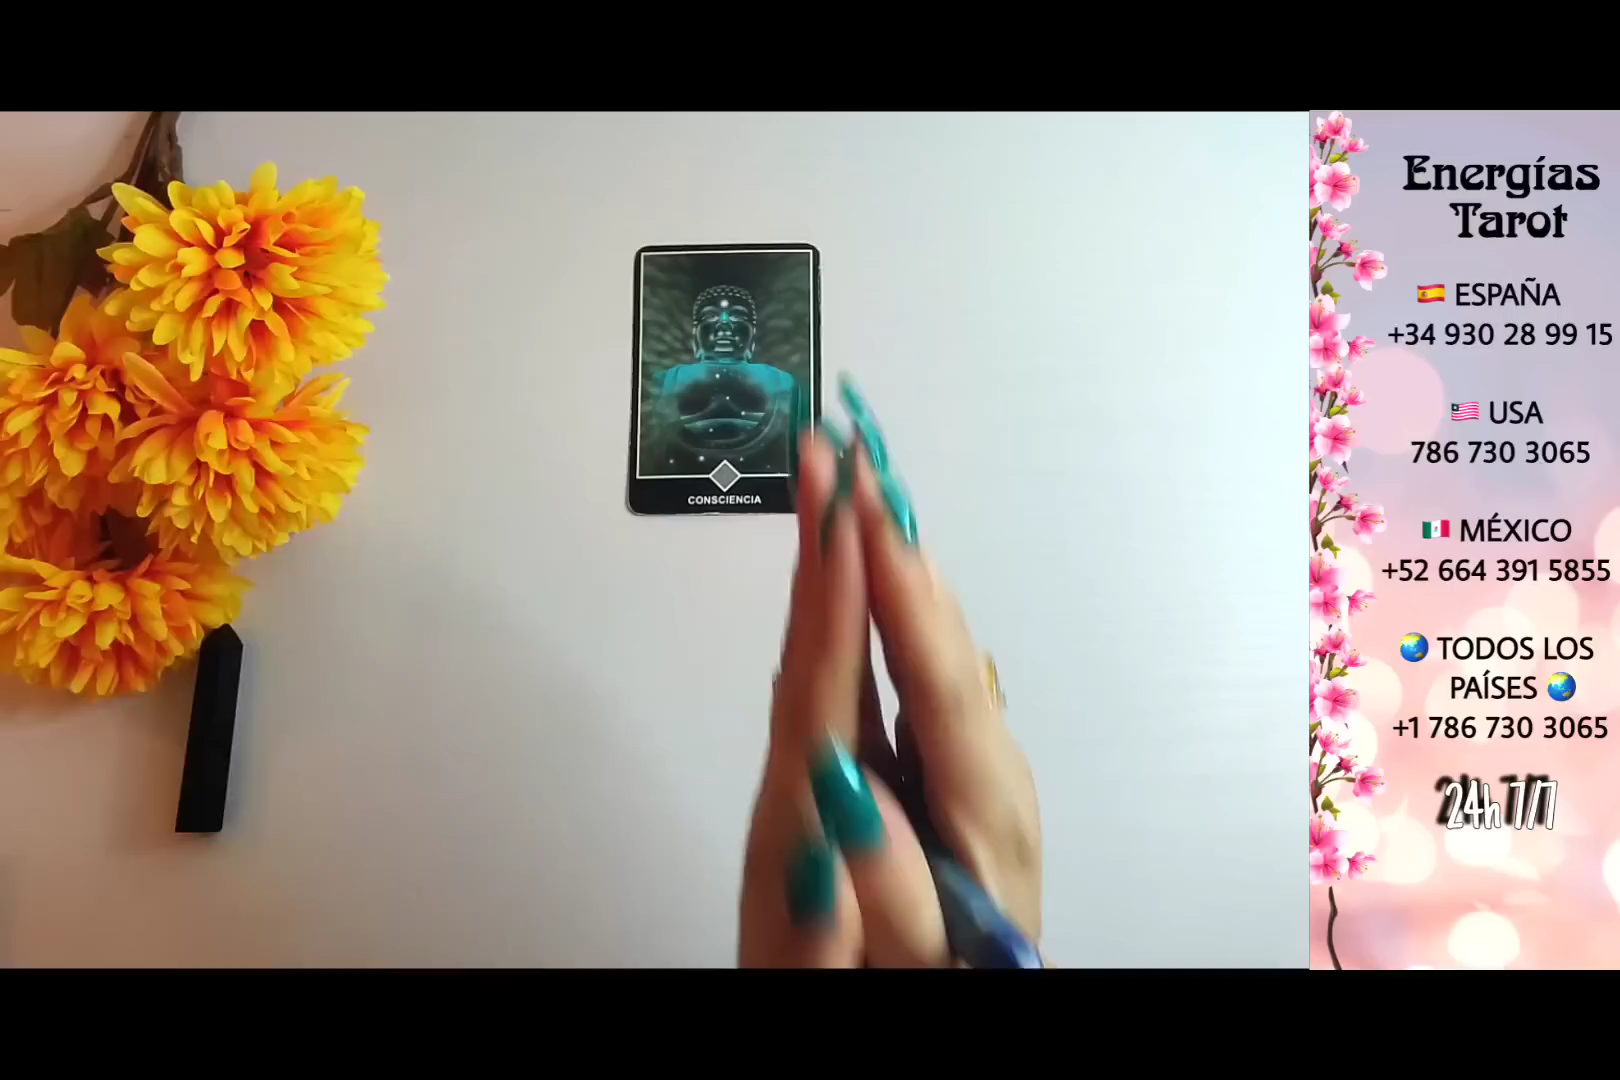 CONSCIENCIA
Energías
Tarot
🇪🇸 ESPAÑA
+34 930 28 99 15
🇺🇸 USA
786 730 3065
🇲🇽 MÉXICO
+52 664 391 5855
🌏 TODOS LOS
PAÍSES 🌏
+1 786 730 3065
24h 7/7